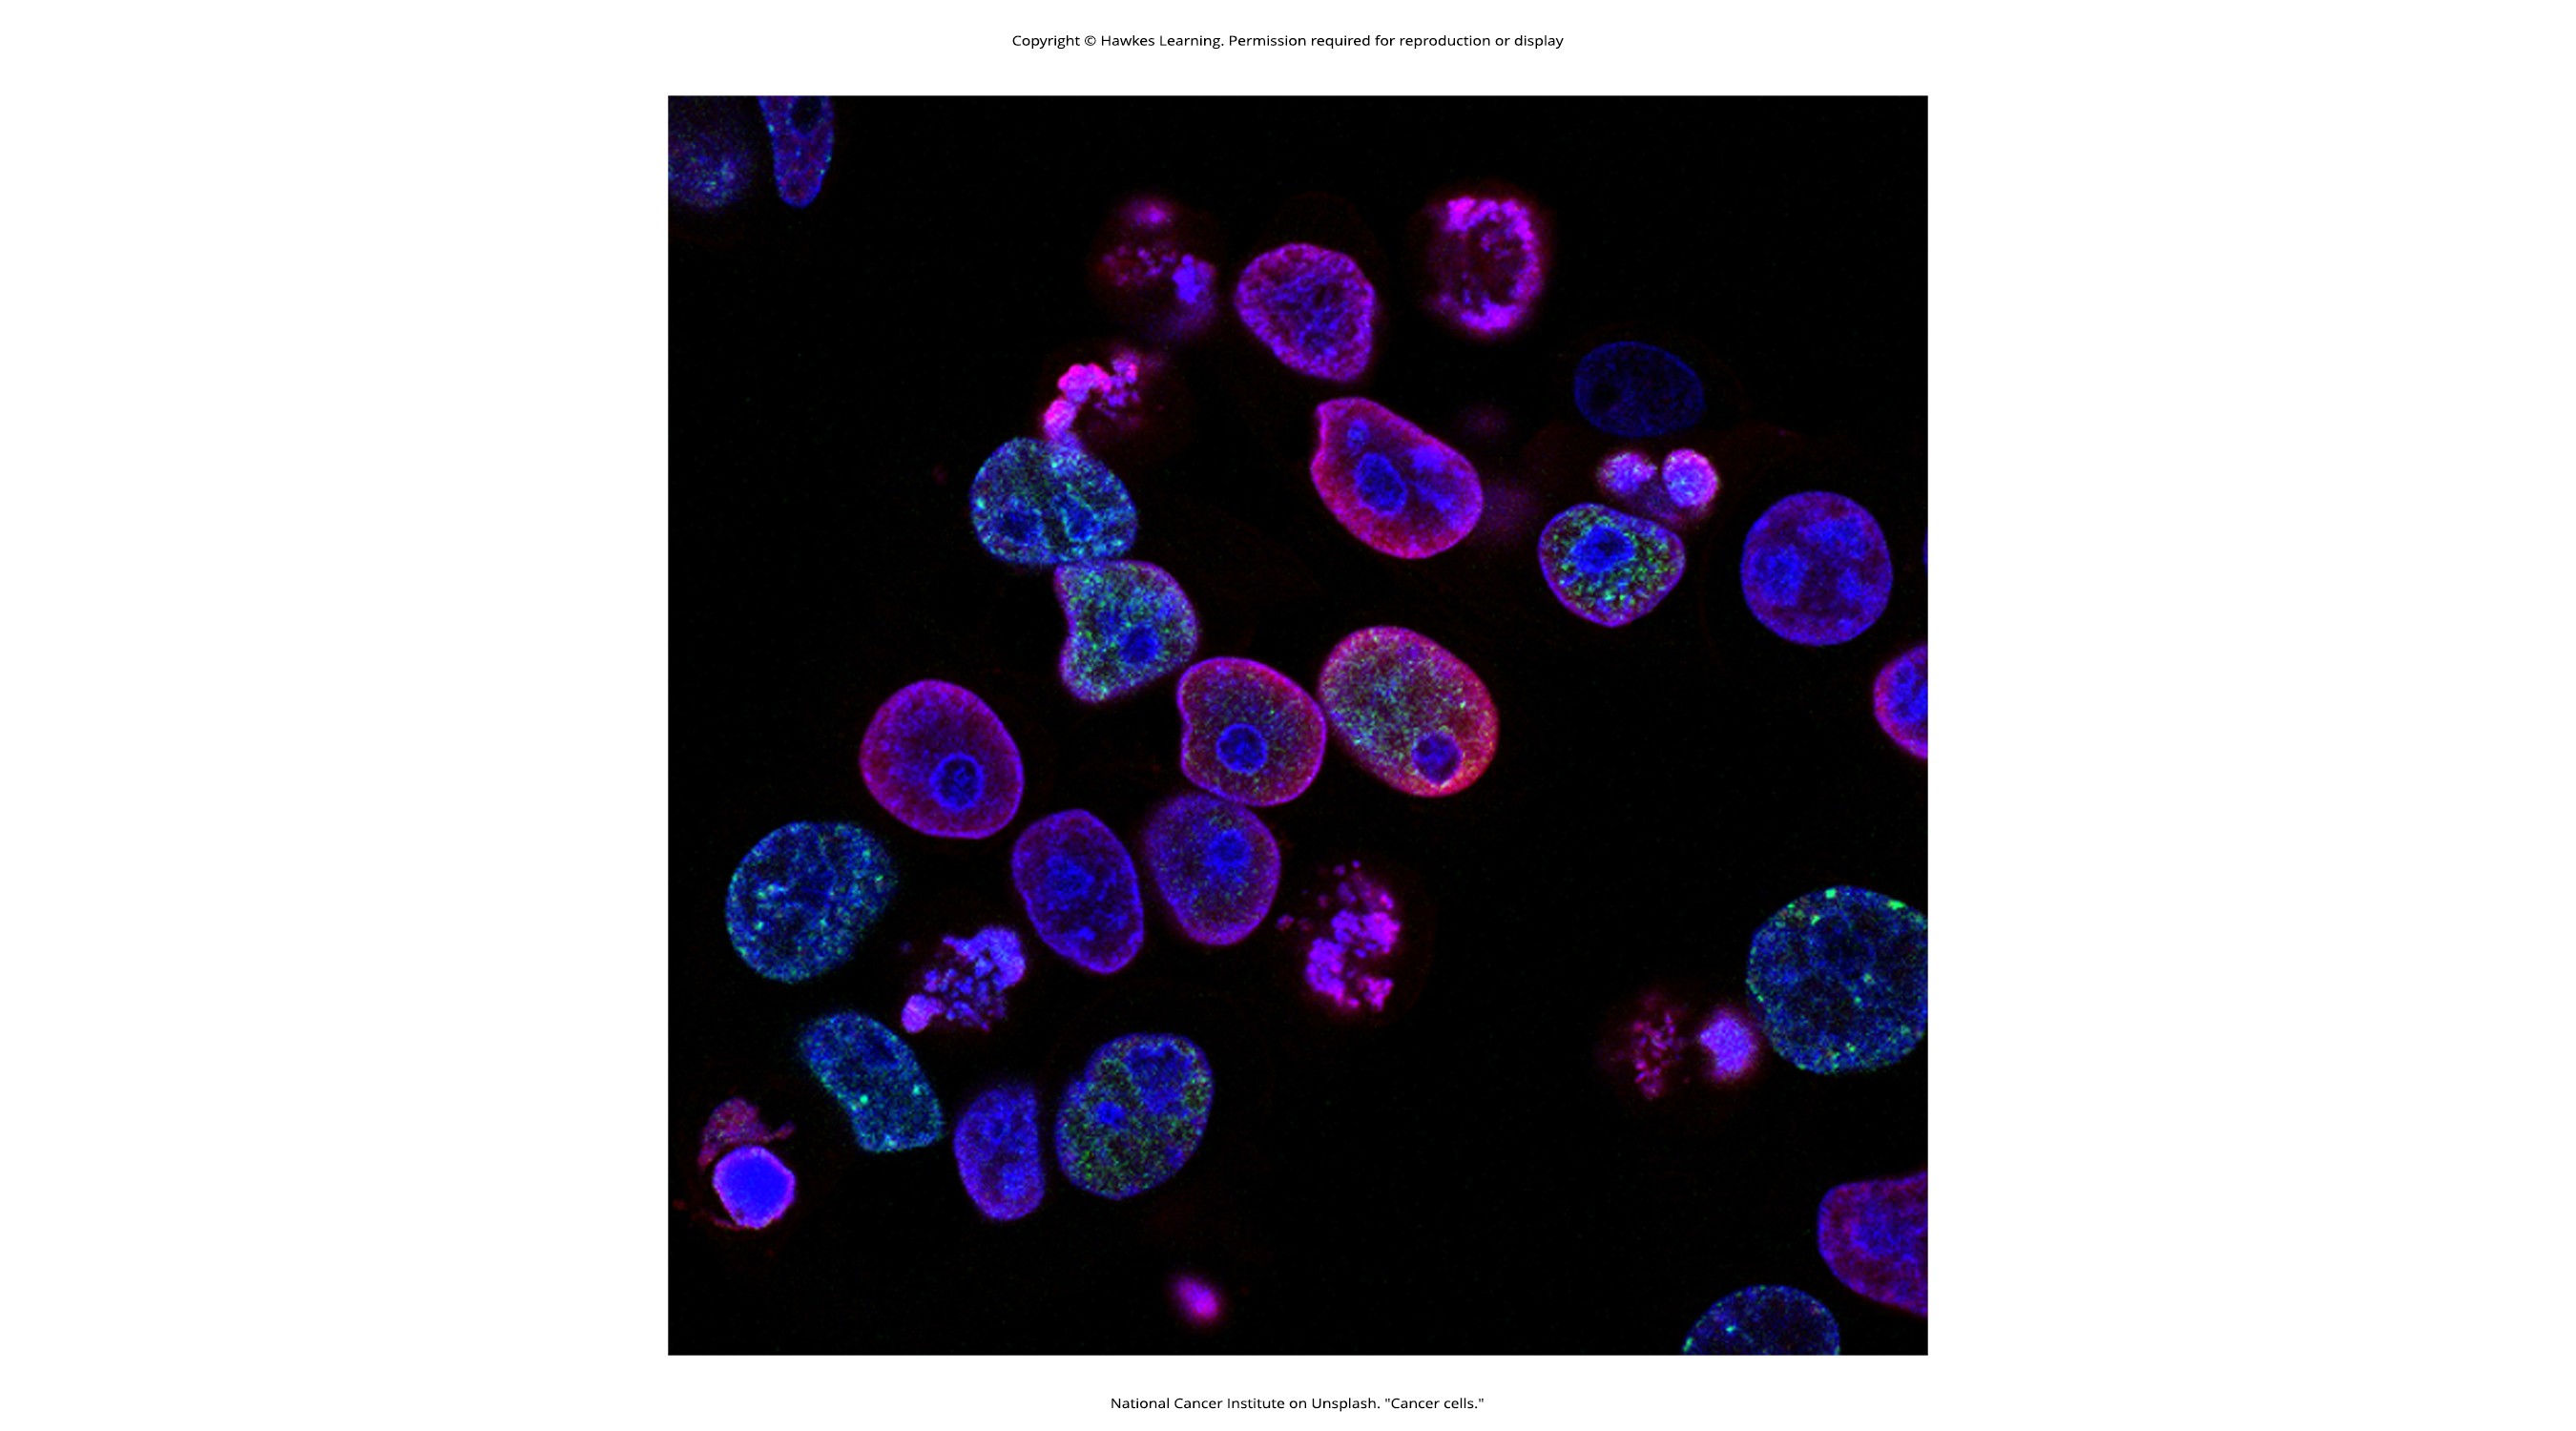 Copyright © Hawkes Learning. Permission required for reproduction or display
National Cancer Institute on Unsplash. "Cancer cells."